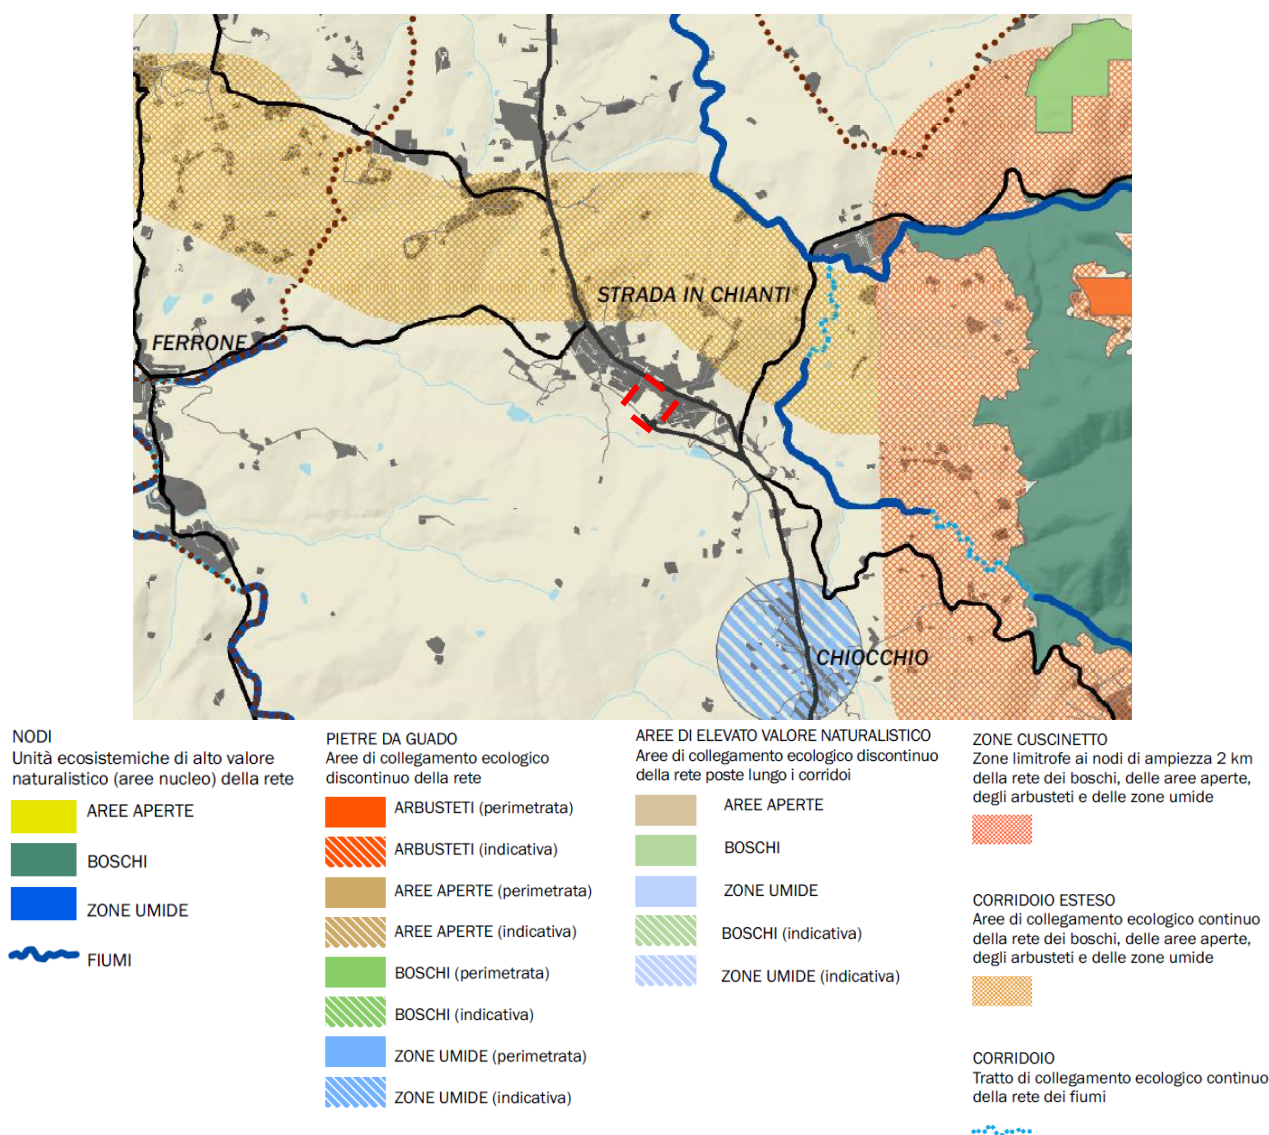 STRADA IN CHIANTI
FERRONE
CHIOCCHIO
NODI
Unità ecosistemiche di alto valore
naturalistico (aree nucleo) della rete
AREE APERTE
BOSCHI
ZONE UMIDE
FIUMI
PIETRE DA GUADO
Aree di collegamento ecologico
discontinuo della rete
ARBUSTETI (perimetrata)
ARBUSTETI (indicativa)
AREE APERTE (perimetrata)
AREE APERTE (indicativa)
BOSCHI (perimetrata)
BOSCHI (indicativa)
ZONE UMIDE (perimetrata)
ZONE UMIDE (indicativa)
AREE DI ELEVATO VALORE NATURALISTICO
Aree di collegamento ecologico discontinuo
della rete poste lungo i corridoi
AREE APERTE
BOSCHI
ZONE UMIDE
BOSCHI (indicativa)
ZONE UMIDE (indicativa)
ZONE CUSCINETTO
Zone limitrofe ai nodi di ampiezza 2 km
della rete dei boschi, delle aree aperte,
degli arbusteti e delle zone umide
CORRIDOIO ESTESO
Aree di collegamento ecologico continuo
della rete dei boschi, delle aree aperte,
degli arbusteti e delle zone umide
CORRIDOIO
Tratto di collegamento ecologico continuo
della rete dei fiumi